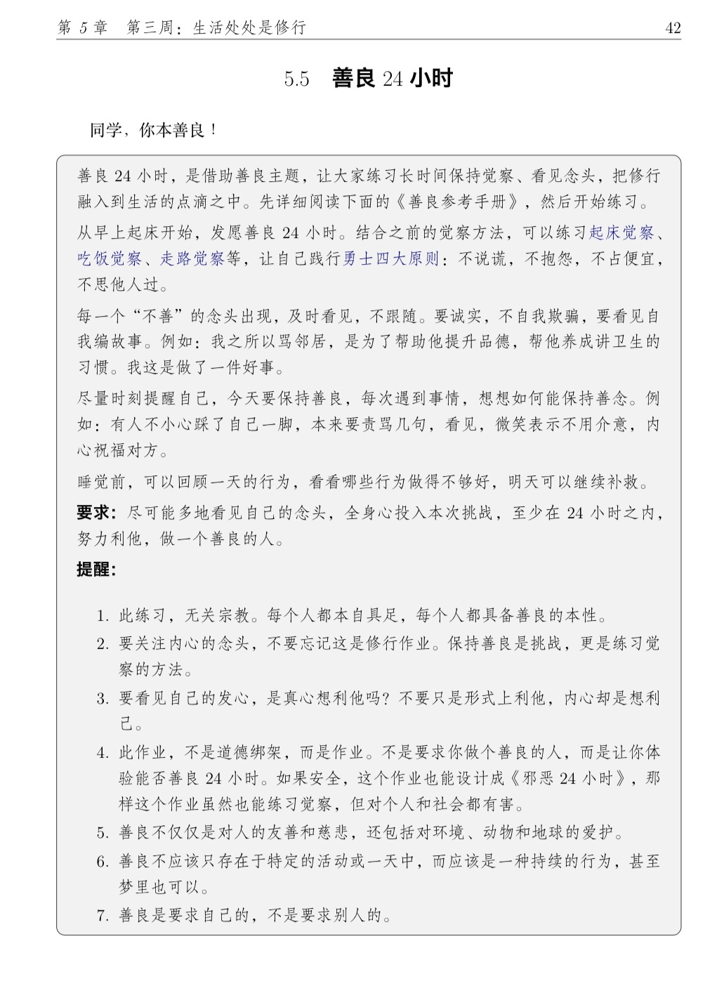 第 5 章　第三周：生活处处是修行　42
5.5　善良 24 小时
同学，你本善良！
善良 24 小时，是借助善良主题，让大家练习长时间保持觉察、看见念头，把修行
融入到生活的点滴之中。先详细阅读下面的《善良参考手册》，然后开始练习。
从早上起床开始，发愿善良 24 小时。结合之前的觉察方法，可以练习起床觉察、
吃饭觉察、走路觉察等，让自己践行勇士四大原则：不说谎，不抱怨，不占便宜，
不思他人过。
每一个“不善”的念头出现，及时看见，不跟随。要诚实，不自我欺骗，要看见自
我编故事。例如：我之所以骂邻居，是为了帮助他提升品德，帮他养成讲卫生的
习惯。我这是做了一件好事。
尽量时刻提醒自己，今天要保持善良，每次遇到事情，想想如何能保持善念。例
如：有人不小心踩了自己一脚，本来要责骂几句，看见，微笑表示不用介意，内
心祝福对方。
睡觉前，可以回顾一天的行为，看看哪些行为做得不够好，明天可以继续补救。
要求：尽可能多地看见自己的念头，全身心投入本次挑战，至少在 24 小时之内，
努力利他，做一个善良的人。
提醒：
1. 此练习，无关宗教。每个人都本自具足，每个人都具备善良的本性。
2. 要关注内心的念头，不要忘记这是修行作业。保持善良是挑战，更是练习觉
察的方法。
3. 要看见自己的发心，是真心想利他吗？不要只是形式上利他，内心却是想利
己。
4. 此作业，不是道德绑架，而是作业。不是要求你做个善良的人，而是让你体
验能否善良 24 小时。如果安全，这个作业也能设计成《邪恶 24 小时》，那
样这个作业虽然也能练习觉察，但对个人和社会都有害。
5. 善良不仅仅是对人的友善和慈悲，还包括对环境、动物和地球的爱护。
6. 善良不应该只存在于特定的活动或一天中，而应该是一种持续的行为，甚至
梦里也可以。
7. 善良是要求自己的，不是要求别人的。